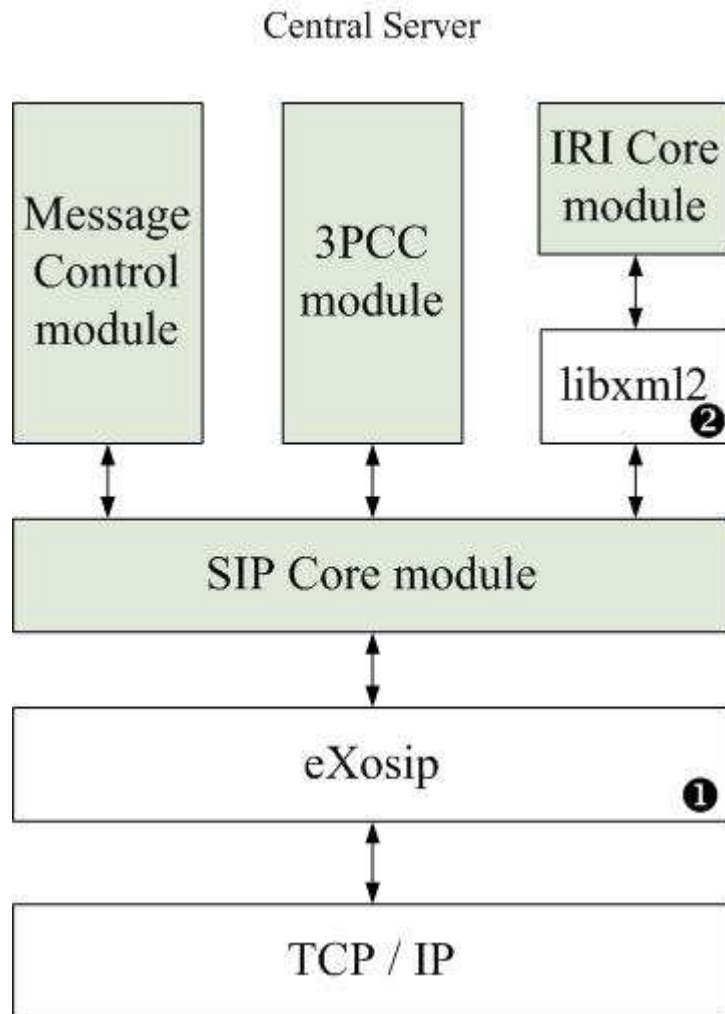 Central Server
Message
Control
module
3PCC
module
IRI Core
module
libxml2
❷
SIP Core module
eXosip
❶
TCP / IP